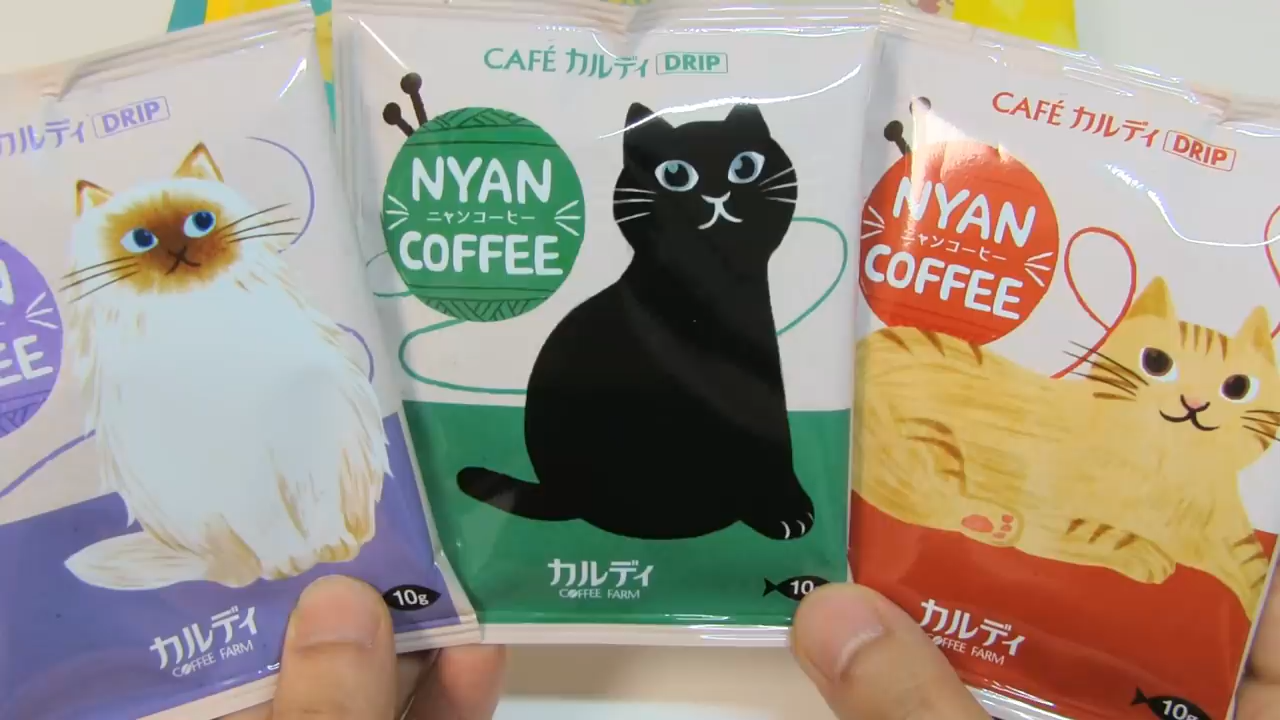 カルディ DRIP
N
EE
カルディ
COFFEE FARM
10g
CAFÉ カルディ DRIP
NYAN
ニャンコーヒー
COFFEE
カルディ
COFFEE FARM
10
CAFÉ カルディ DRIP
NYAN
ニャンコーヒー
COFFEE
カルディ
COFFEE FARM
10g